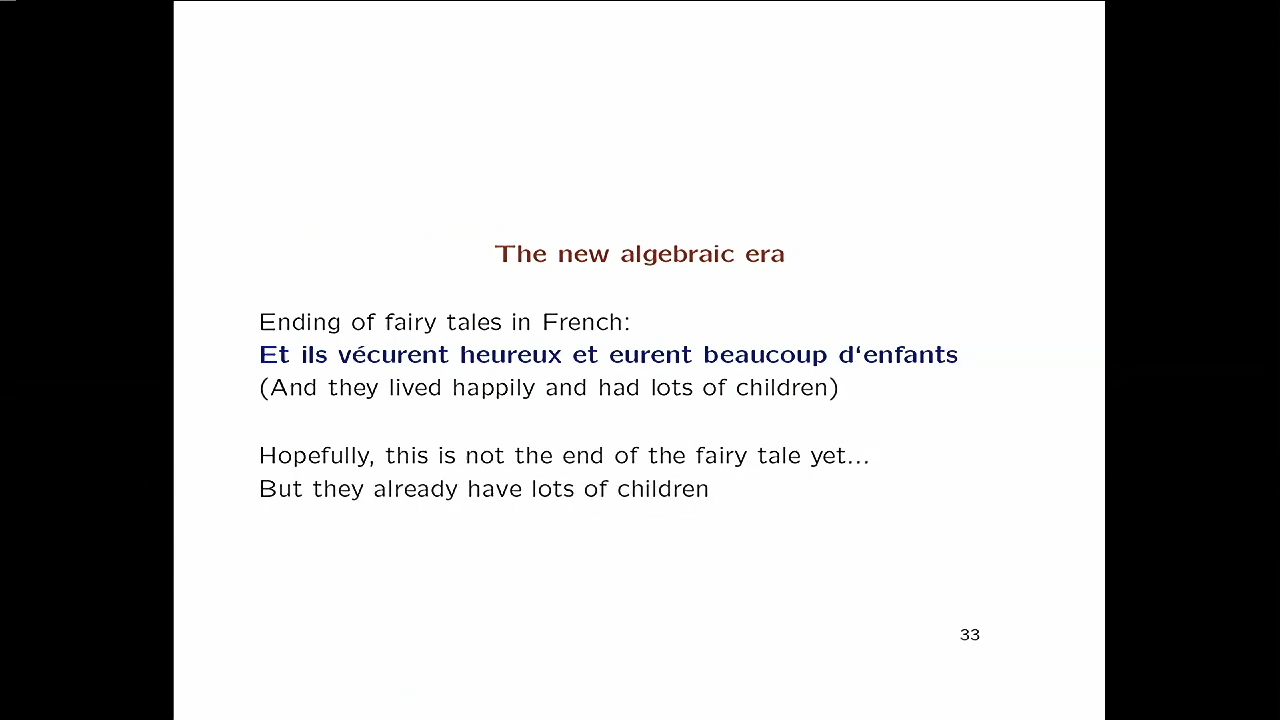 The new algebraic era
Ending of fairy tales in French:
Et ils vécurent heureux et eurent beaucoup d‘enfants
(And they lived happily and had lots of children)
Hopefully, this is not the end of the fairy tale yet...
But they already have lots of children
33